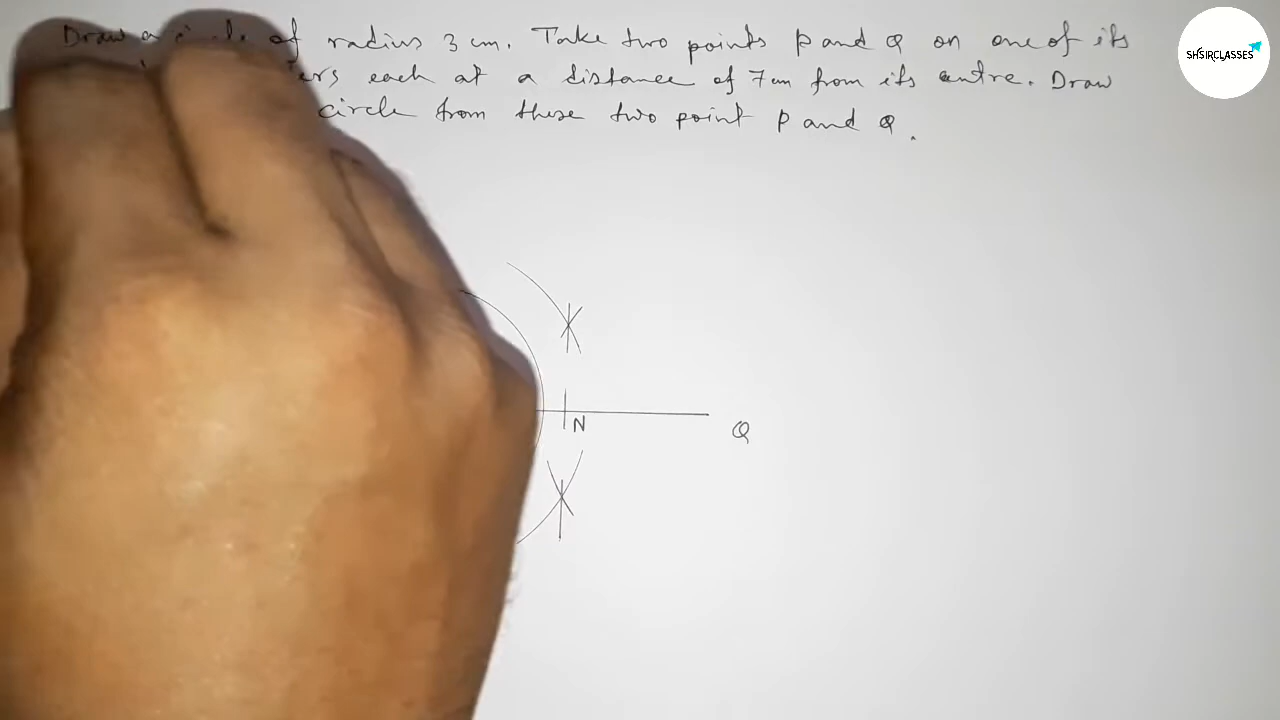 Draw a of radius 3 cm. Take two points P and Q on one of its
each at a distance of 7 cm from its centre. Draw
circle from these two point P and Q.
SHSIRCLASSES
N
Q